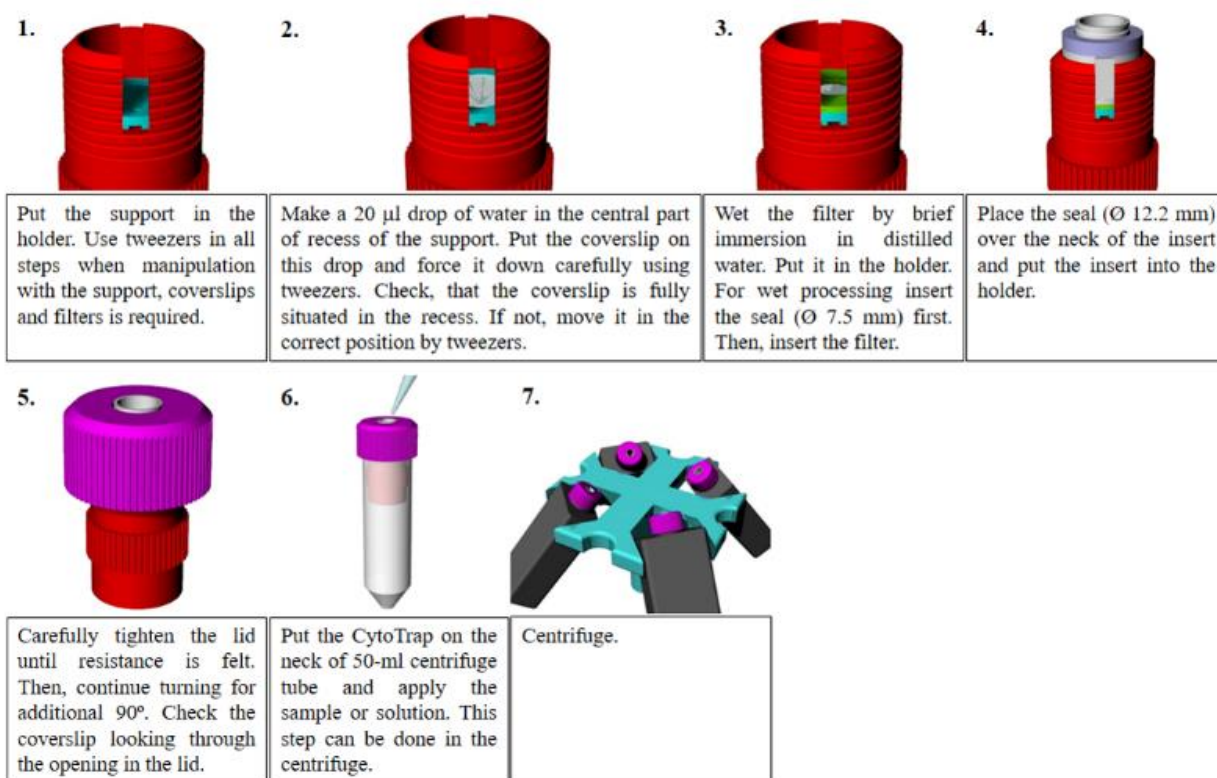 1.
2.
3.
4.
Put the support in the
holder. Use tweezers in all
steps when manipulation
with the support, coverslips
and filters is required.
Make a 20 µl drop of water in the central part
of recess of the support. Put the coverslip on
this drop and force it down carefully using
tweezers. Check, that the coverslip is fully
situated in the recess. If not, move it in the
correct position by tweezers.
Wet the filter by brief
immersion in distilled
water. Put it in the holder.
For wet processing insert
the seal (Ø 7.5 mm) first.
Then, insert the filter.
Place the seal (Ø 12.2 mm)
over the neck of the insert
and put the insert into the
holder.
5.
6.
7.
Carefully tighten the lid
until resistance is felt.
Then, continue turning for
additional 90º. Check the
coverslip looking through
the opening in the lid.
Put the CytoTrap on the
neck of 50-ml centrifuge
tube and apply the
sample or solution. This
step can be done in the
centrifuge.
Centrifuge.